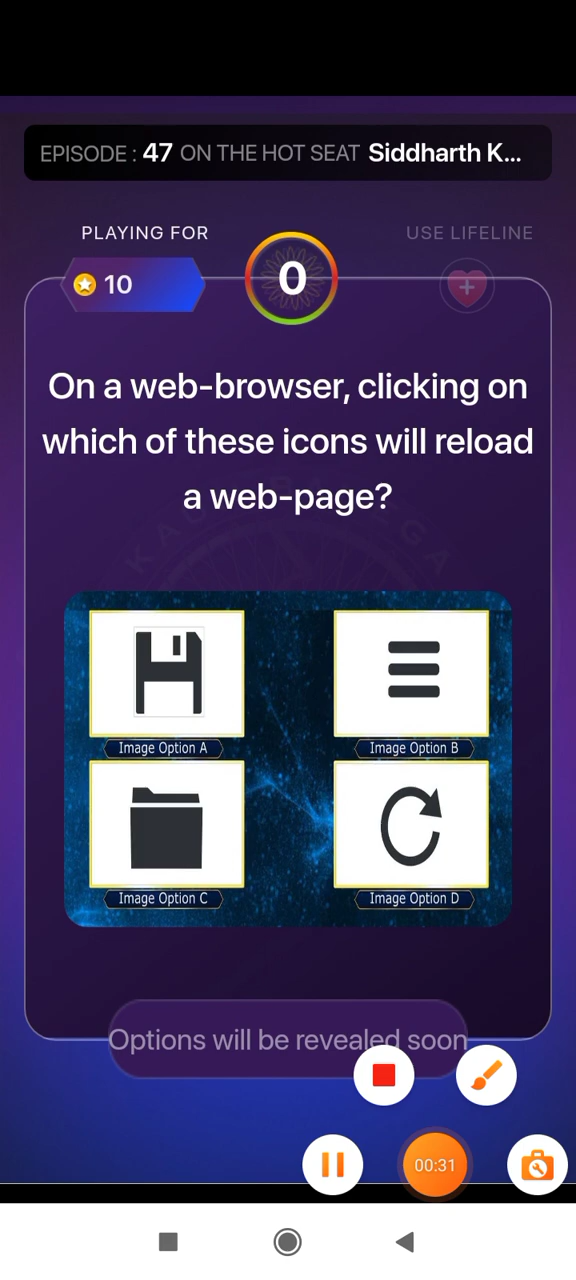 EPISODE : 47 ON THE HOT SEAT Siddharth K...
PLAYING FOR
USE LIFELINE
10
0
On a web-browser, clicking on
which of these icons will reload
a web-page?
Image Option A
Image Option B
Image Option C
Image Option D
Options will be revealed soon
00:31